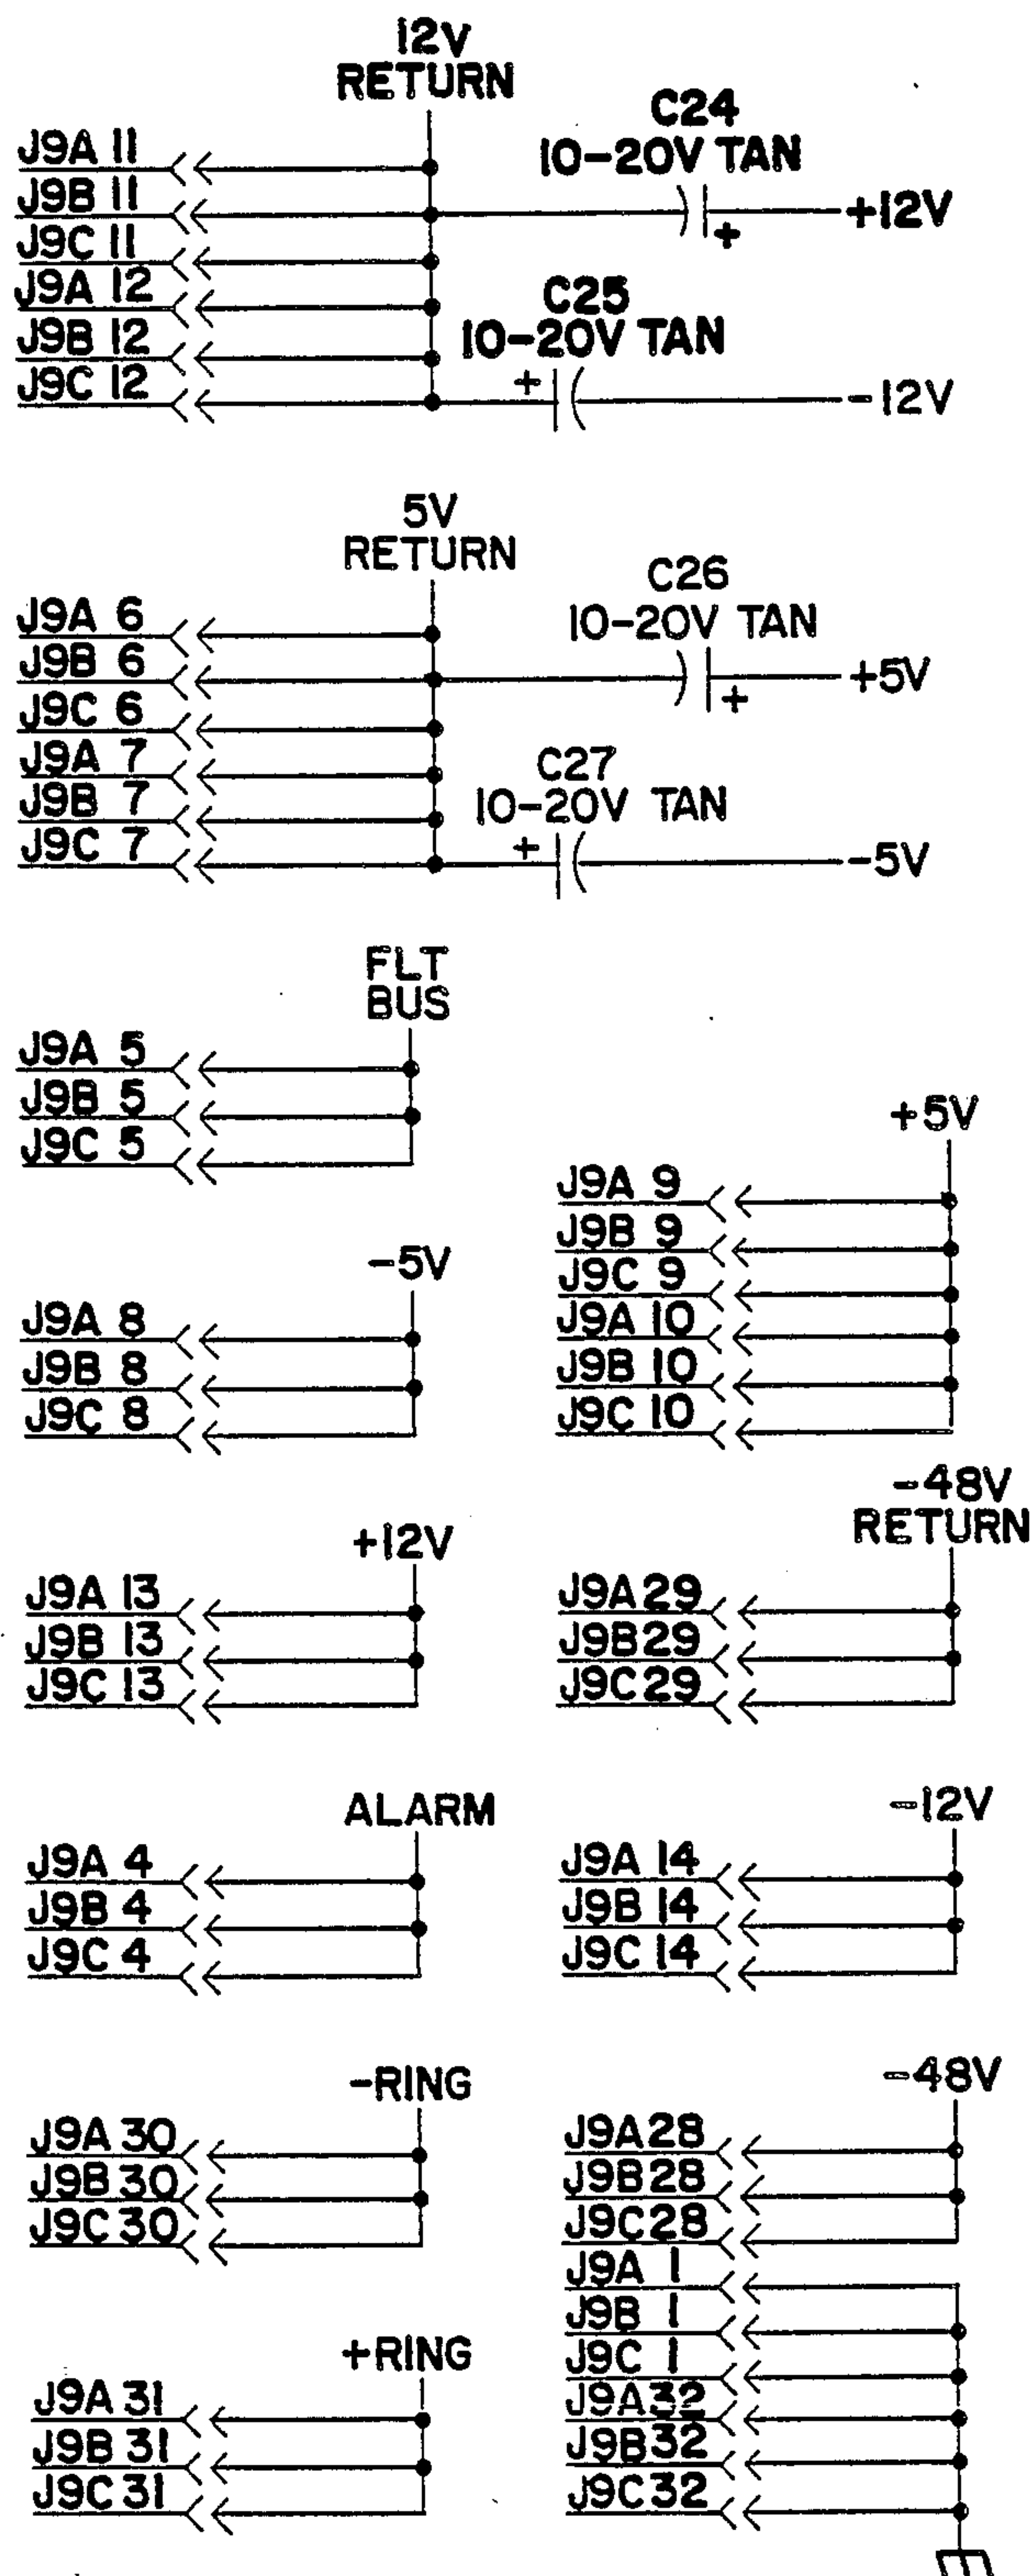 12V
RETURN
C24
10-20V TAN
J9A 11
J9B 11
+12V
J9C 11
J9A 12
C25
10-20V TAN
J9B 12
J9C 12
+
+
-12V
5V
RETURN
C26
10-20V TAN
J9A 6
J9B 6
+5V
+
J9C 6
J9A 7
C27
10-20V TAN
J9B 7
J9C 7
+
-5V
FLT
BUS
J9A 5
J9B 5
J9C 5
+5V
J9A 9
J9B 9
J9C 9
J9A 10
J9B 10
J9C 10
-5V
J9A 8
J9B 8
J9C 8
-48V
RETURN
J9A 29
J9B 29
J9C 29
+12V
J9A 13
J9B 13
J9C 13
ALARM
J9A 4
J9B 4
J9C 4
-12V
J9A 14
J9B 14
J9C 14
-RING
J9A 30
J9B 30
J9C 30
-48V
J9A 28
J9B 28
J9C 28
J9A 1
J9B 1
J9C 1
J9A 32
J9B 32
J9C 32
+RING
J9A 31
J9B 31
J9C 31